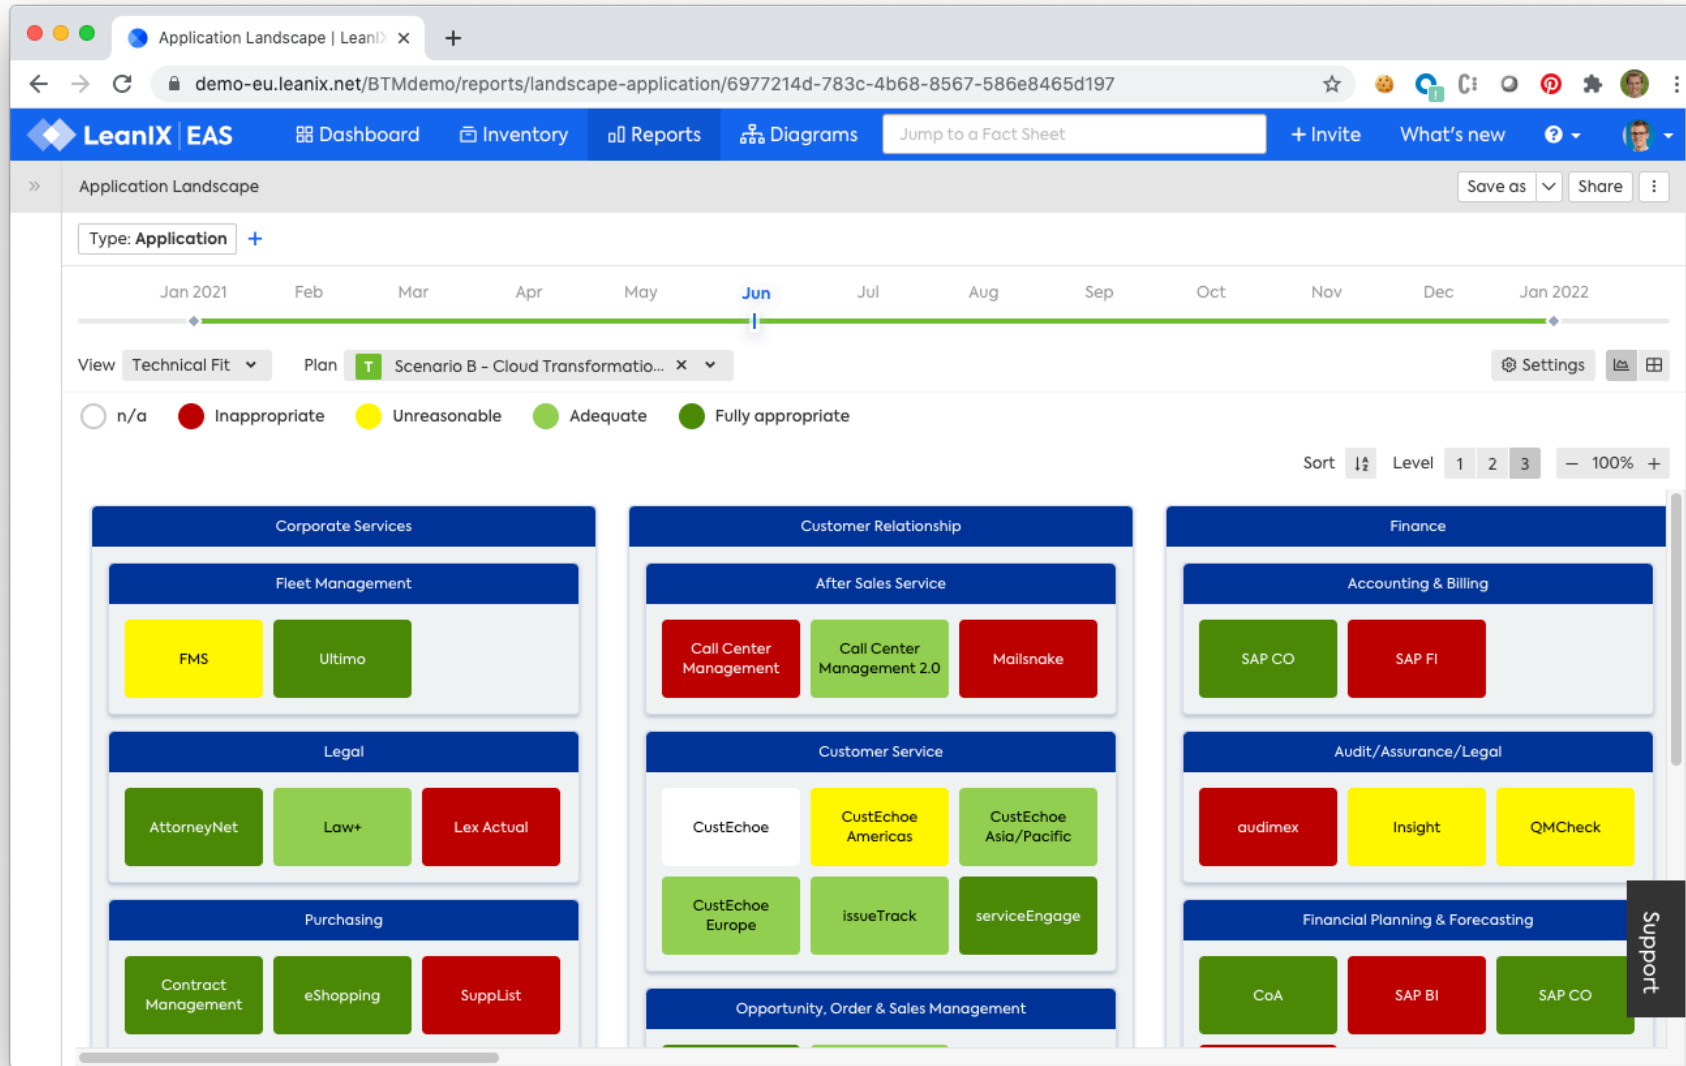 Application Landscape | LeanIX
demo-eu.leanix.net/BTMdemo/reports/landscape-application/6977214d-783c-4b68-8567-586e8465d197
LeanIX | EAS Dashboard Inventory Reports Diagrams Jump to a Fact Sheet + Invite What's new
Application Landscape Save as Share
Type: Application +
Jan 2021 Feb Mar Apr May Jun Jul Aug Sep Oct Nov Dec Jan 2022
View Technical Fit Plan T Scenario B - Cloud Transformatio... Settings
n/a Inappropriate Unreasonable Adequate Fully appropriate
Sort Level 1 2 3 − 100% +
Corporate Services
Fleet Management
FMS
Ultimo
Legal
AttorneyNet
Law+
Lex Actual
Purchasing
Contract
Management
eShopping
SuppList
Customer Relationship
After Sales Service
Call Center
Management
Call Center
Management 2.0
Mailsnake
Customer Service
CustEchoe
CustEchoe
Americas
CustEchoe
Asia/Pacific
CustEchoe
Europe
issueTrack
serviceEngage
Opportunity, Order & Sales Management
Finance
Accounting & Billing
SAP CO
SAP FI
Audit/Assurance/Legal
audimex
Insight
QMCheck
Financial Planning & Forecasting
CoA
SAP BI
SAP CO
Support